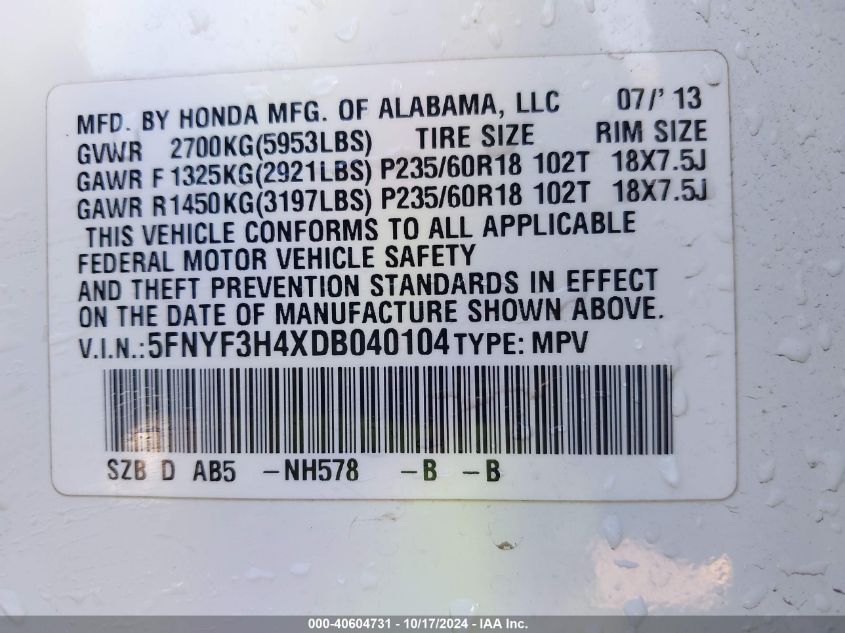 MFD. BY HONDA MFG. OF ALABAMA, LLC 07/' 13
GVWR 2700KG(5953LBS) TIRE SIZE RIM SIZE
GAWR F 1325KG(2921LBS) P235/60R18 102T 18X7.5J
GAWR R1450KG(3197LBS) P235/60R18 102T 18X7.5J
THIS VEHICLE CONFORMS TO ALL APPLICABLE
FEDERAL MOTOR VEHICLE SAFETY
AND THEFT PREVENTION STANDARDS IN EFFECT
ON THE DATE OF MANUFACTURE SHOWN ABOVE.
V.I.N.:5FNYF3H4XDB040104 TYPE: MPV
SZB D AB5 -NH578 -B -B
000-40604731 - 10/17/2024 - IAA Inc.